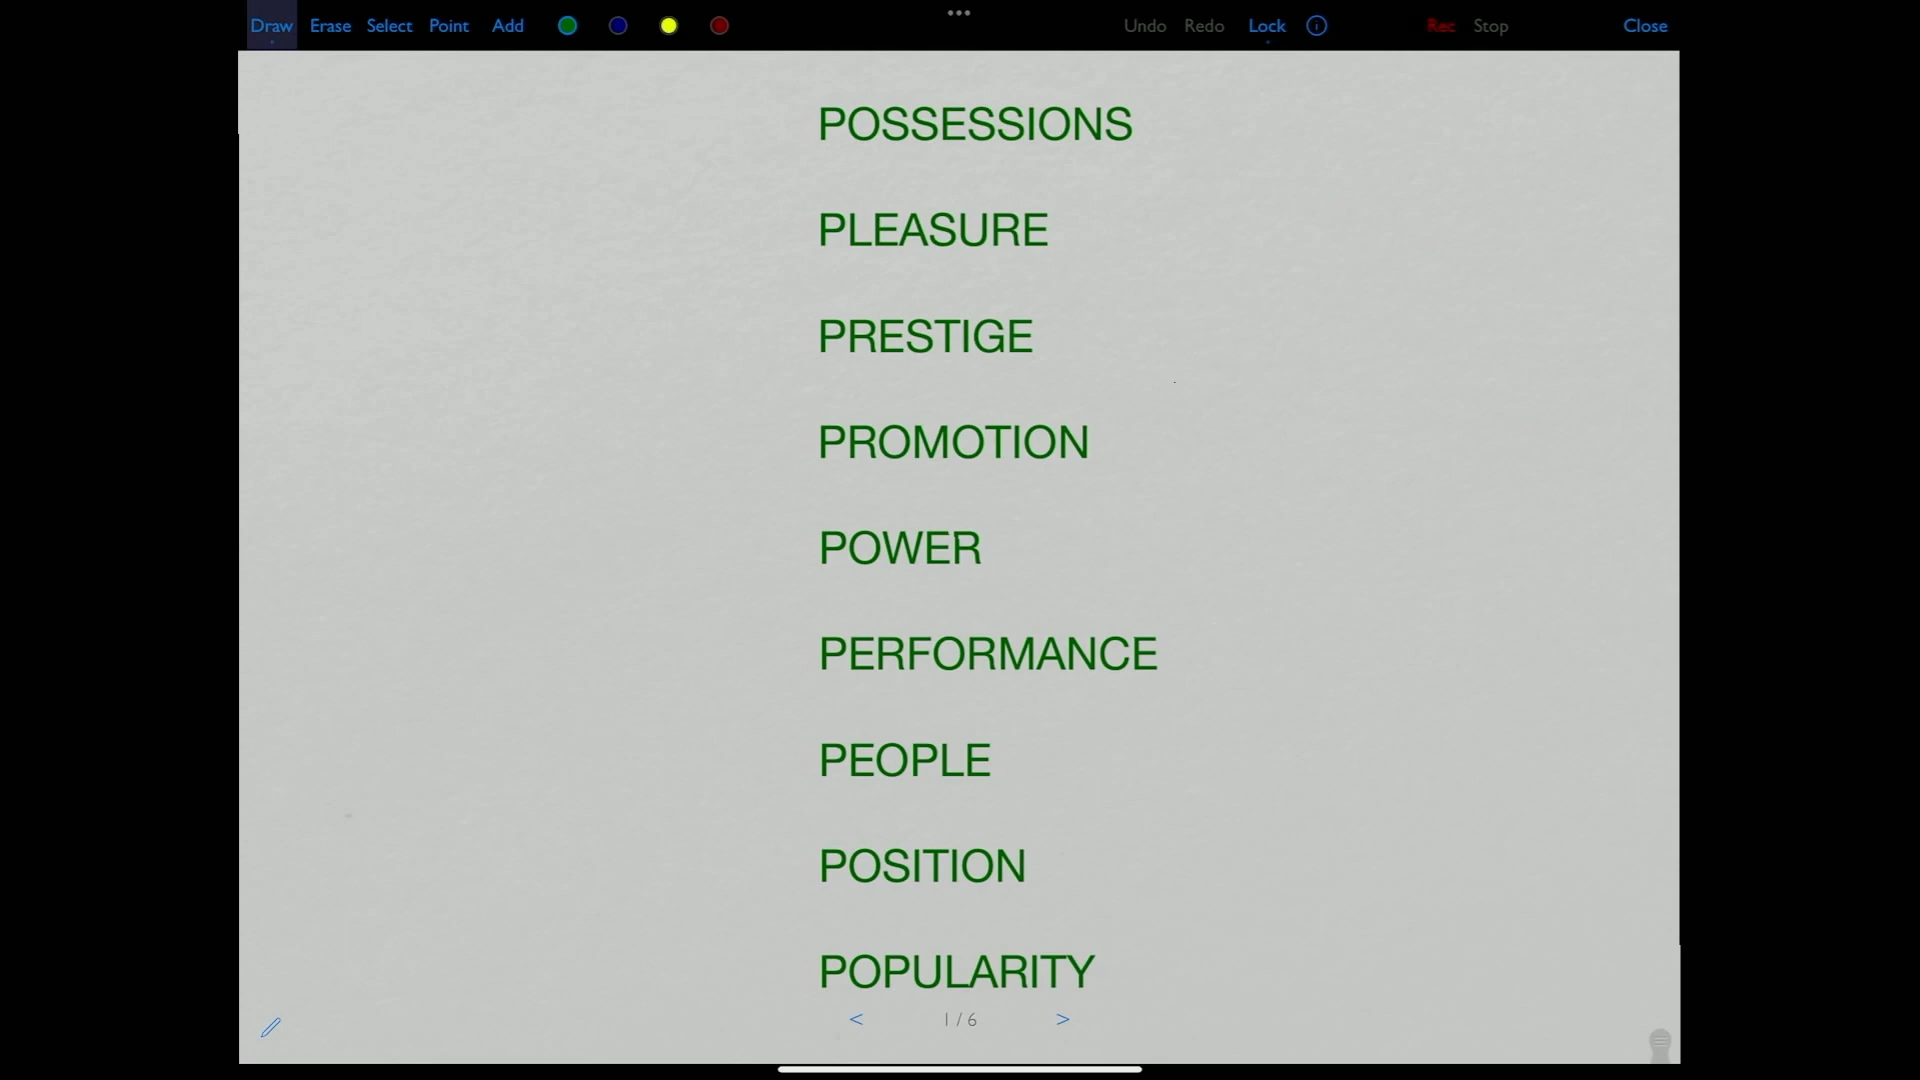 Draw Erase Select Point Add Undo Redo Lock Rec Stop Close
POSSESSIONS
PLEASURE
PRESTIGE
PROMOTION
POWER
PERFORMANCE
PEOPLE
POSITION
POPULARITY
< 1 / 6 >